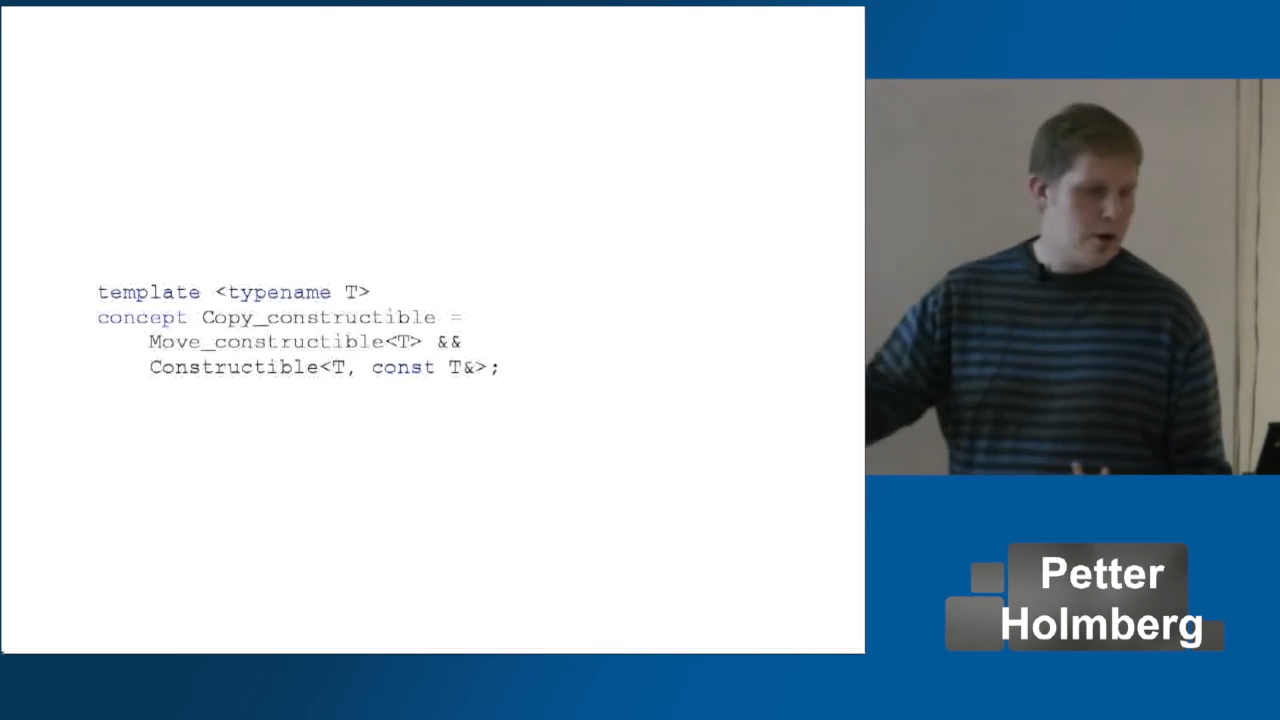 template <typename T>
concept Copy_constructible =
Move_constructible<T> &&
Constructible<T, const T&>;
Petter
Holmberg